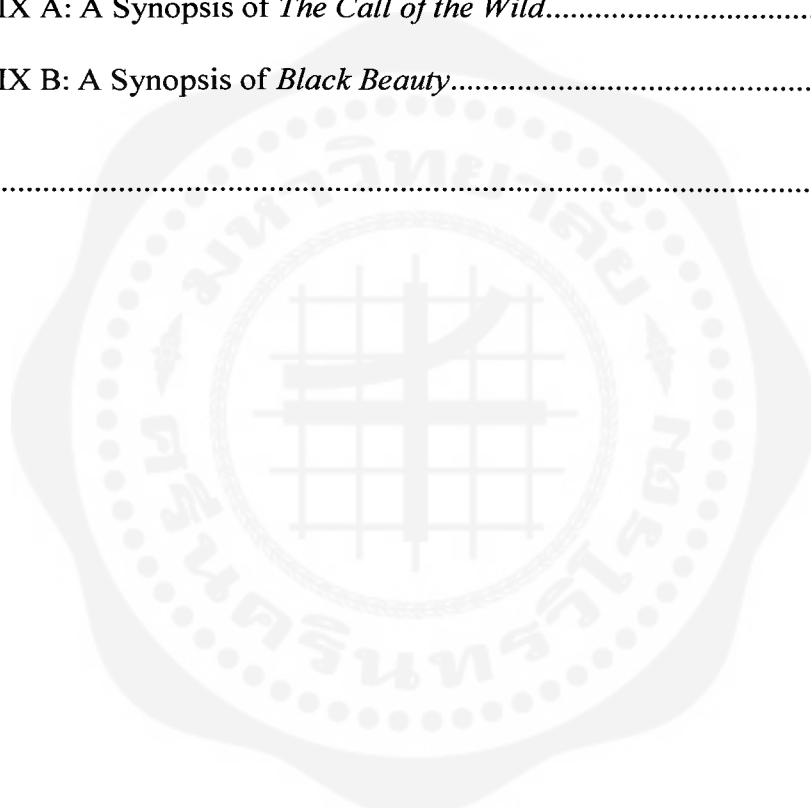 IX A: A Synopsis of The Call of the Wild................................................
IX B: A Synopsis of Black Beauty................................................................
........................................................................................................................
มหาวิทยาลัย
ศรีนครินทรวิโรฒ